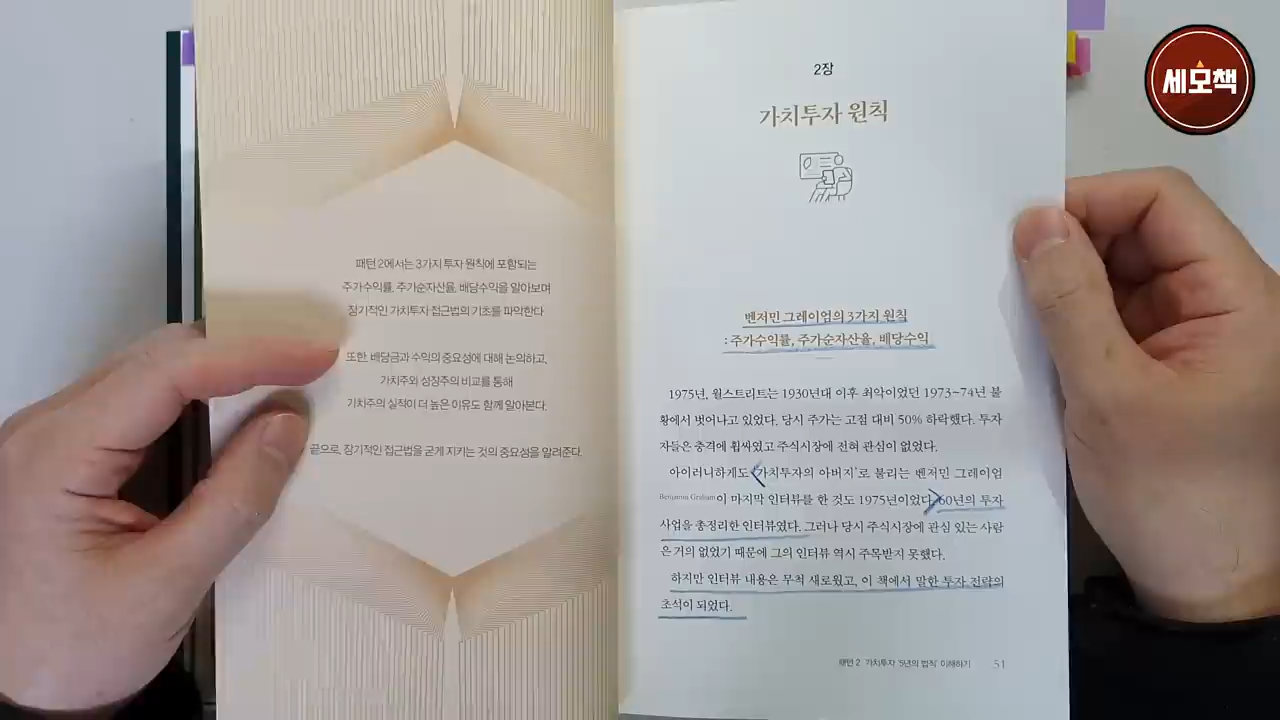 패턴 2에서는 3가지 투자 원칙에 포함되는
주가수익률, 주가순자산율, 배당수익을 알아보며
장기적인 가치투자 접근법의 기초를 파악한다
또한, 배당금과 수익의 중요성에 대해 논의하고,
가치주와 성장주의 비교를 통해
가치주의 실적이 더 높은 이유도 함께 알아본다.
끝으로, 장기적인 접근법을 굳게 지키는 것의 중요성을 알려준다.
2장
가치투자 원칙
벤저민 그레이엄의 3가지 원칙
: 주가수익률, 주가순자산율, 배당수익
1975년, 월스트리트는 1930년대 이후 최악이었던 1973~74년 불
황에서 벗어나고 있었다. 당시 주가는 고점 대비 50% 하락했다. 투자
자들은 충격에 휩싸였고 주식시장에 전혀 관심이 없었다.
아이러니하게도 '가치투자의 아버지'로 불리는 벤저민 그레이엄
Benjamin Graham이 마지막 인터뷰를 한 것도 1975년이었다. 60년의 투자
사업을 총정리한 인터뷰였다. 그러나 당시 주식시장에 관심 있는 사람
은 거의 없었기 때문에 그의 인터뷰 역시 주목받지 못했다.
하지만 인터뷰 내용은 무척 새로웠고, 이 책에서 말한 투자 전략의
초석이 되었다.
패턴 2 가치투자 '5년의 법칙' 이해하기 51
세모책